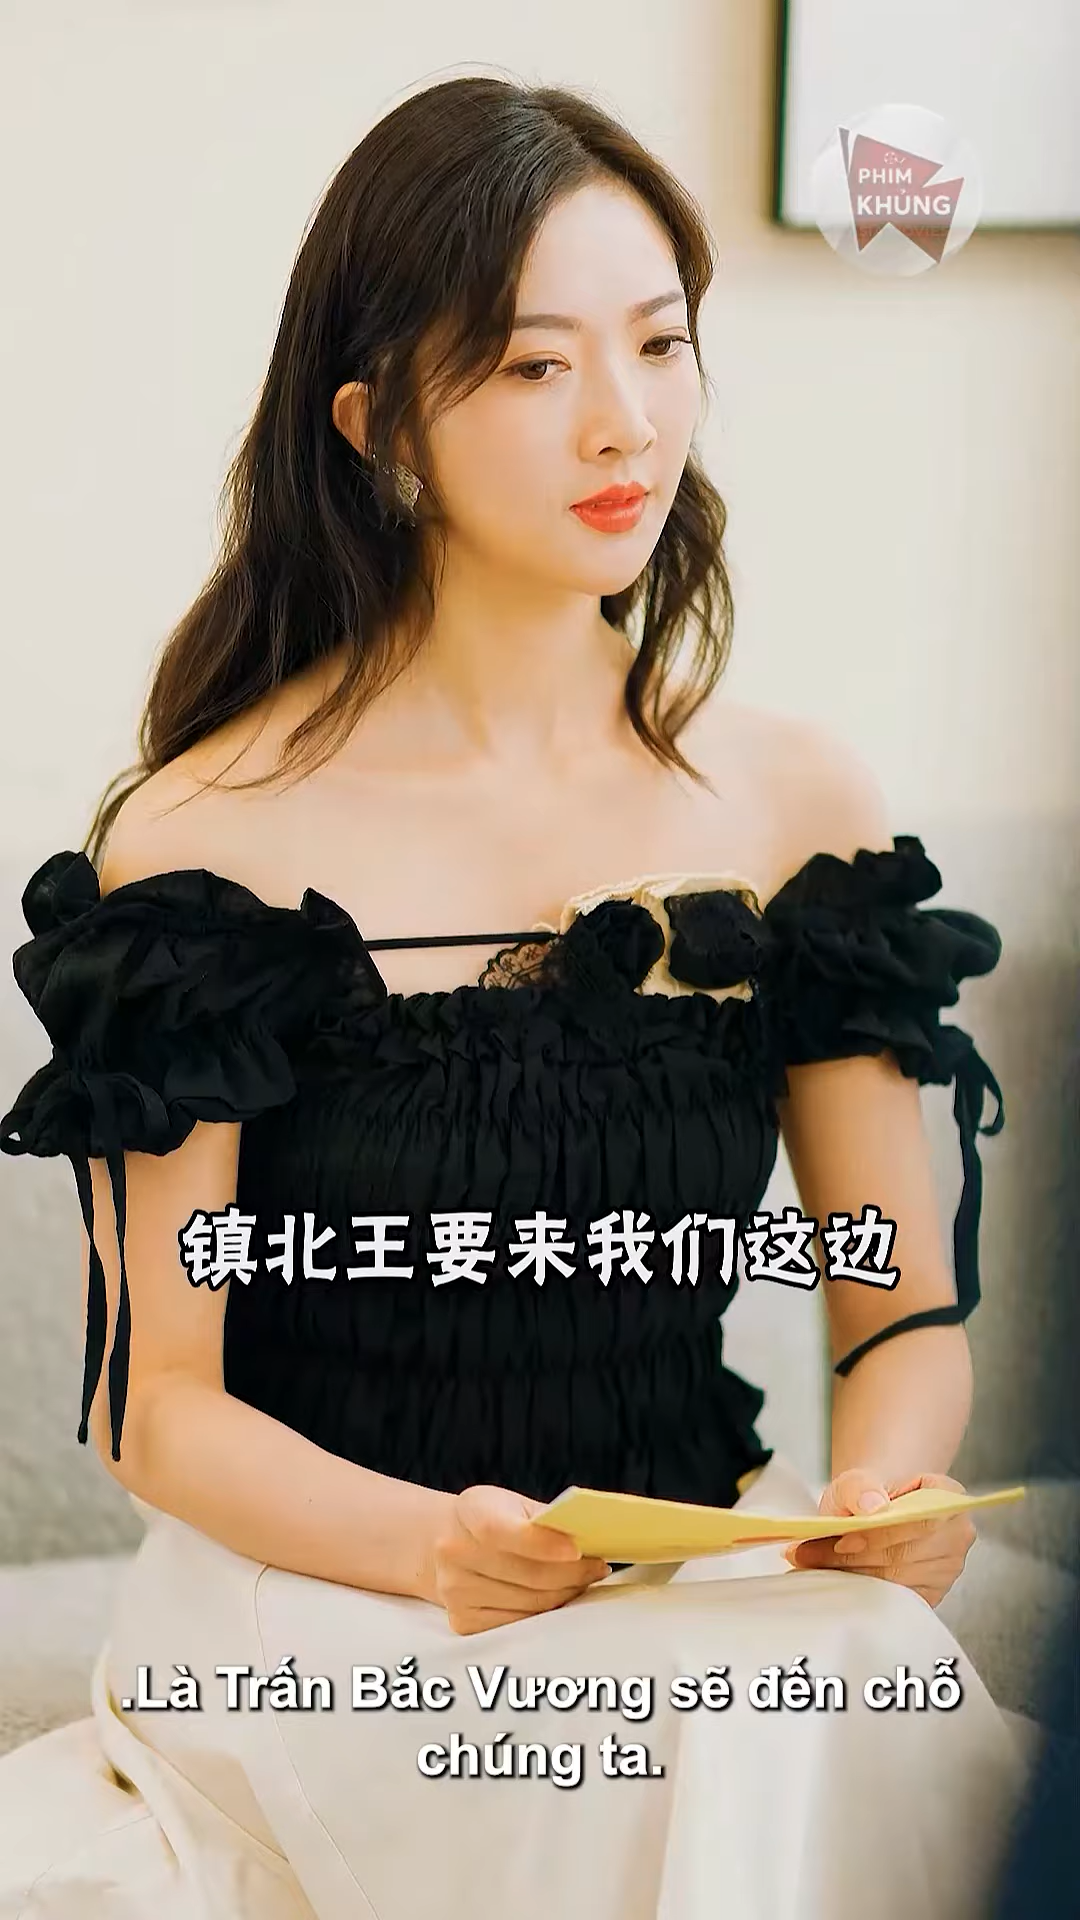 PHIM
KHỦNG
镇北王要来我们这边
.Là Trấn Bắc Vương sẽ đến chỗ
chúng ta.